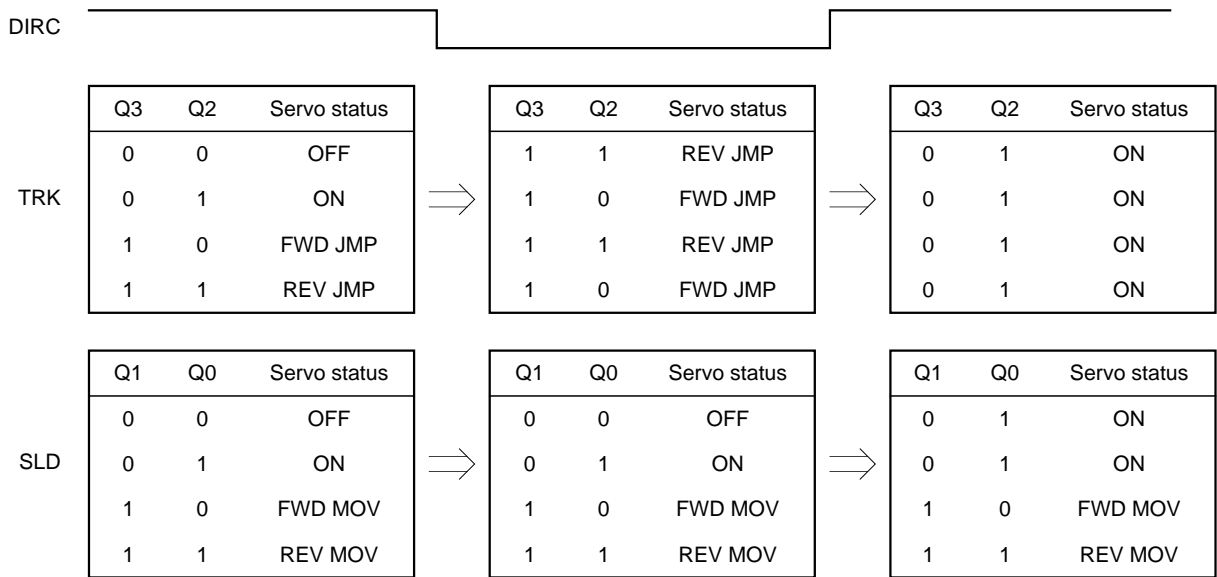 DIRC
Q3 Q2 Servo status Q3 Q2 Servo status Q3 Q2 Servo status
0 0 OFF 1 1 REV JMP 0 1 ON
TRK 0 1 ON 1 0 FWD JMP 0 1 ON
1 0 FWD JMP 1 1 REV JMP 0 1 ON
1 1 REV JMP 1 0 FWD JMP 0 1 ON
Q1 Q0 Servo status Q1 Q0 Servo status Q1 Q0 Servo status
0 0 OFF 0 0 OFF 0 1 ON
SLD 0 1 ON 0 1 ON 0 1 ON
1 0 FWD MOV 1 0 FWD MOV 1 0 FWD MOV
1 1 REV MOV 1 1 REV MOV 1 1 REV MOV